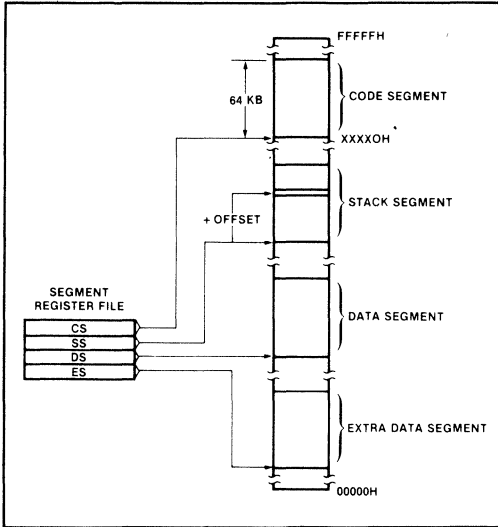 FFFFFH
64 KB
CODE SEGMENT
XXXXOH
STACK SEGMENT
+ OFFSET
SEGMENT
REGISTER FILE
CS
SS
DS
ES
DATA SEGMENT
EXTRA DATA SEGMENT
00000H